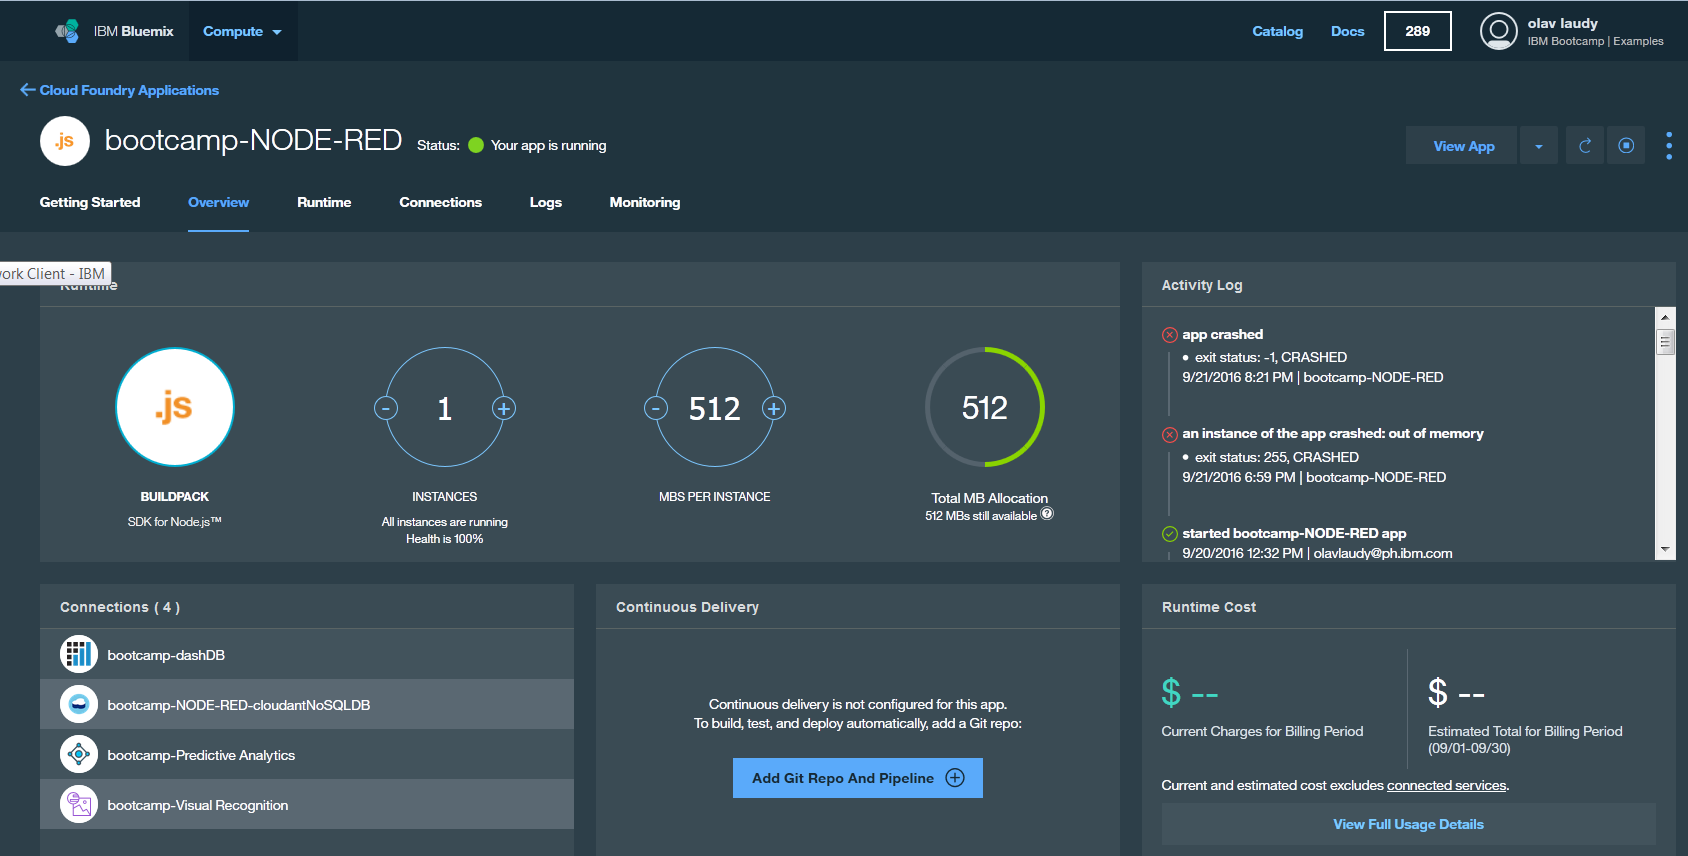 IBM Bluemix
Compute
Catalog
Docs
289
olav laudy
IBM Bootcamp | Examples
Cloud Foundry Applications
.js
bootcamp-NODE-RED
Status:
Your app is running
View App
Getting Started
Overview
Runtime
Connections
Logs
Monitoring
work Client - IBM
Runtime
.js
BUILDPACK
SDK for Node.js™
-
1
+
INSTANCES
All instances are running
Health is 100%
-
512
+
MBS PER INSTANCE
512
Total MB Allocation
512 MBs still available ?
Activity Log
app crashed
• exit status: -1, CRASHED
9/21/2016 8:21 PM | bootcamp-NODE-RED
an instance of the app crashed: out of memory
• exit status: 255, CRASHED
9/21/2016 6:59 PM | bootcamp-NODE-RED
started bootcamp-NODE-RED app
9/20/2016 12:32 PM | olavlaudy@ph.ibm.com
Connections ( 4 )
bootcamp-dashDB
bootcamp-NODE-RED-cloudantNoSQLDB
bootcamp-Predictive Analytics
bootcamp-Visual Recognition
Continuous Delivery
Continuous delivery is not configured for this app.
To build, test, and deploy automatically, add a Git repo:
Add Git Repo And Pipeline
Runtime Cost
$ --
Current Charges for Billing Period
$ --
Estimated Total for Billing Period
(09/01-09/30)
Current and estimated cost excludes connected services.
View Full Usage Details